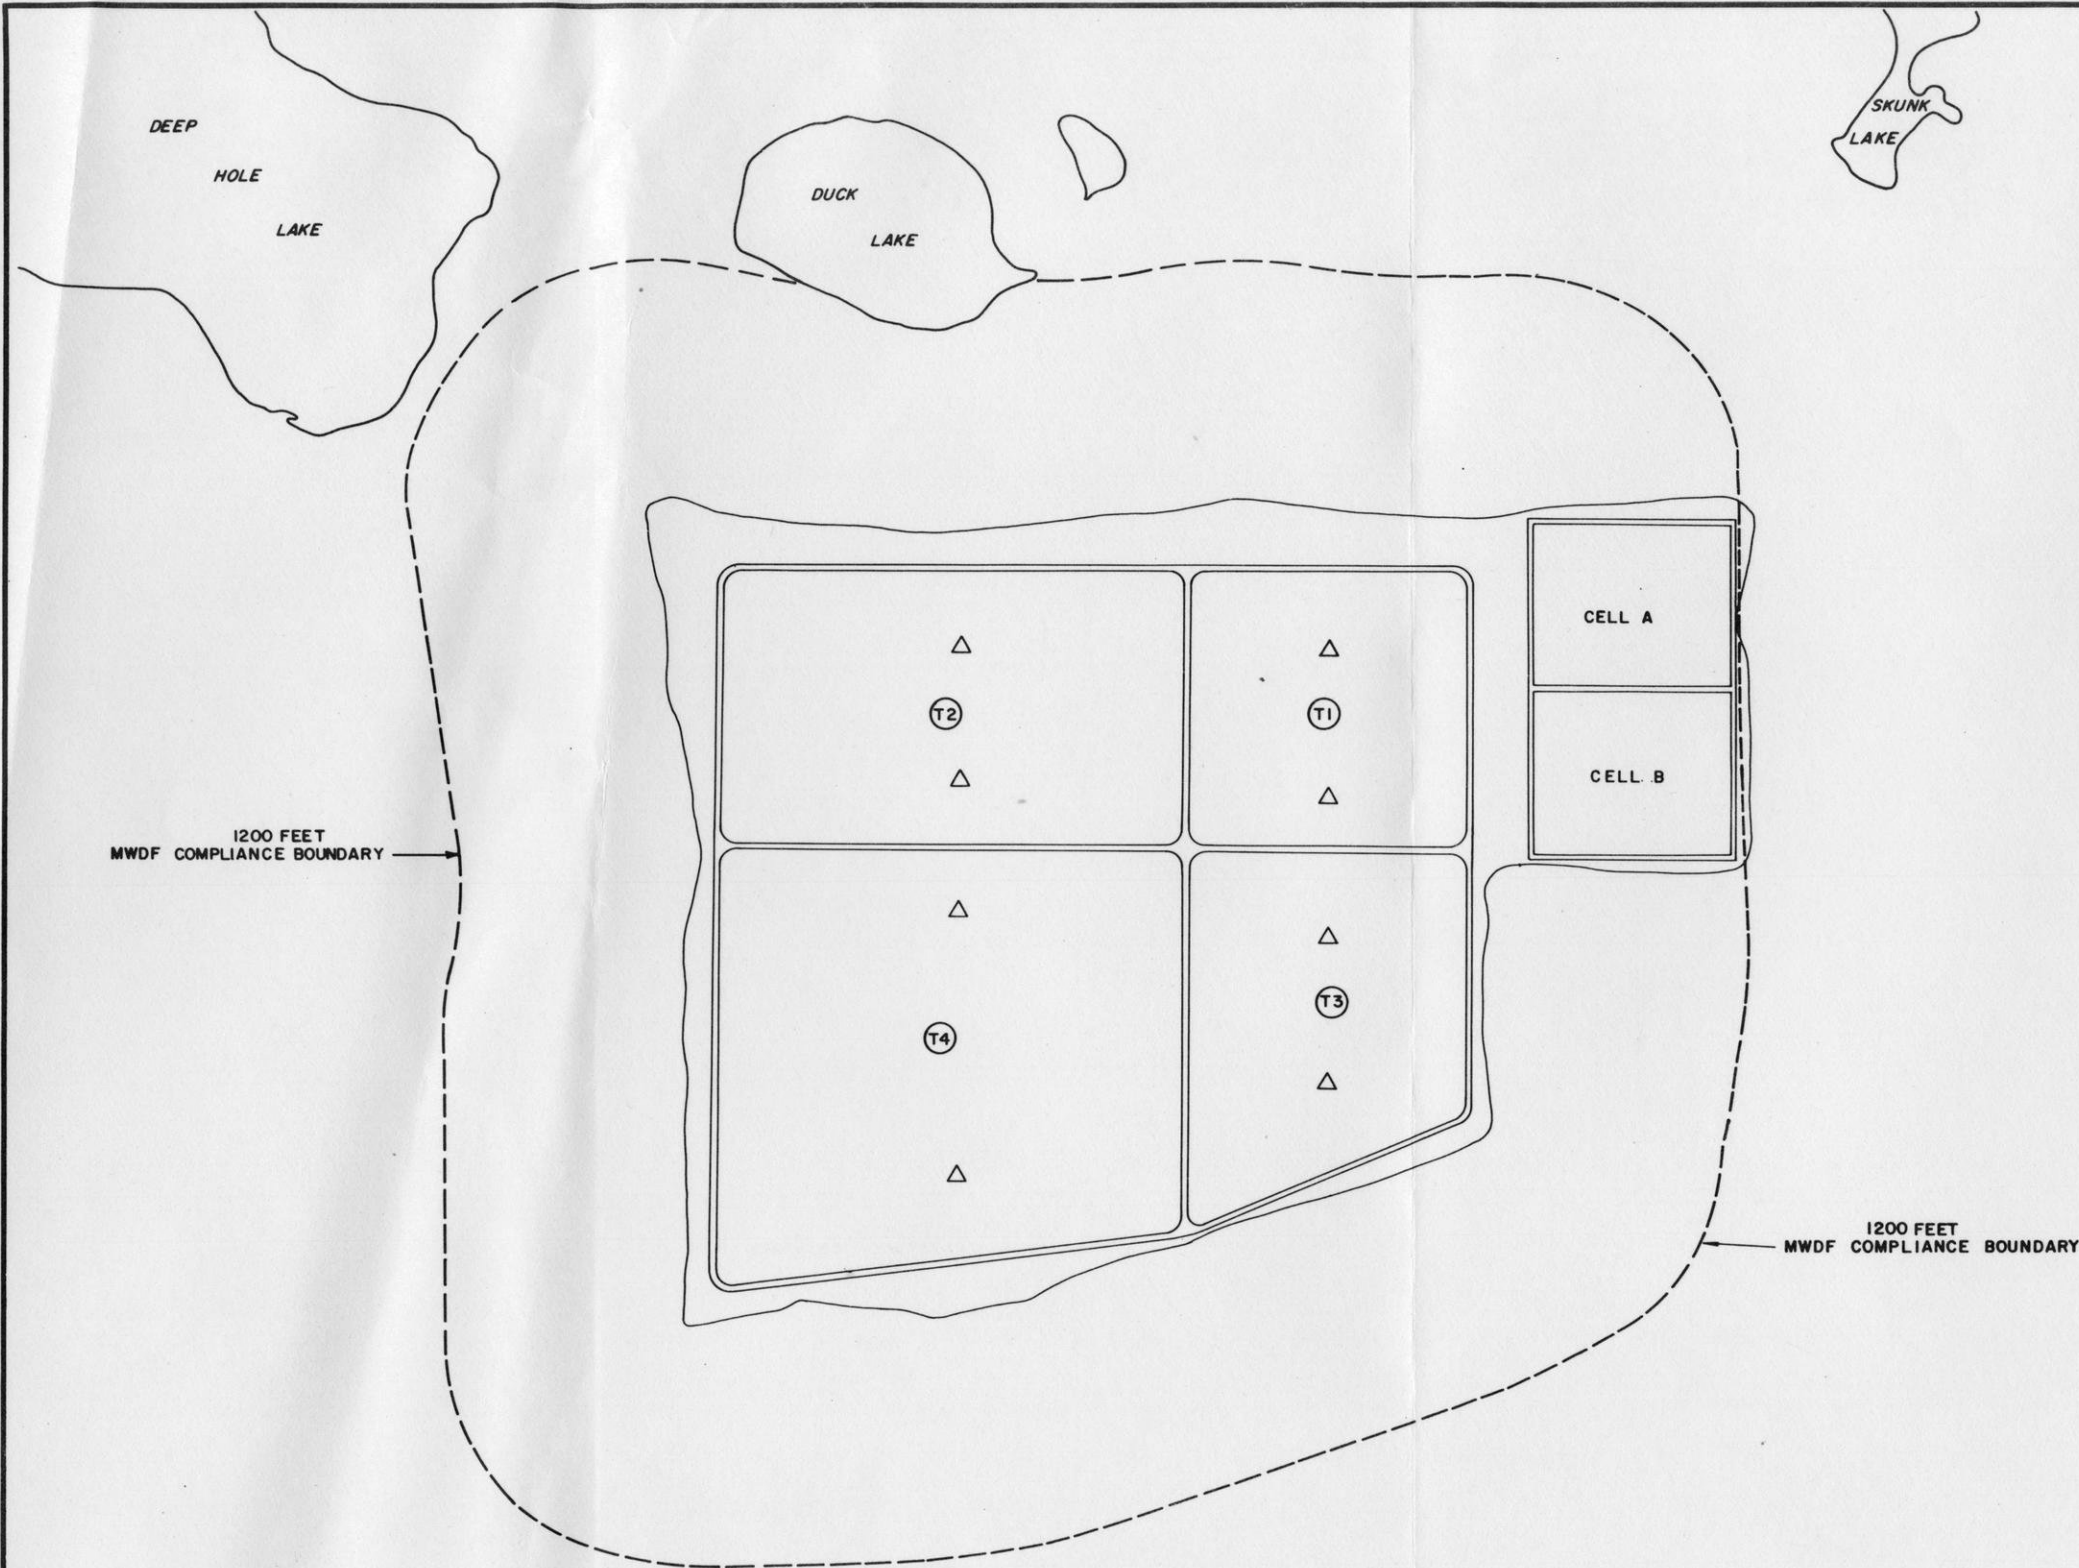 DEEP
HOLE
LAKE
DUCK
LAKE
SKUNK
LAKE
CELL A
T2
T1
CELL B
1200 FEET
MWDF COMPLIANCE BOUNDARY
T3
T4
1200 FEET
MWDF COMPLIANCE BOUNDARY